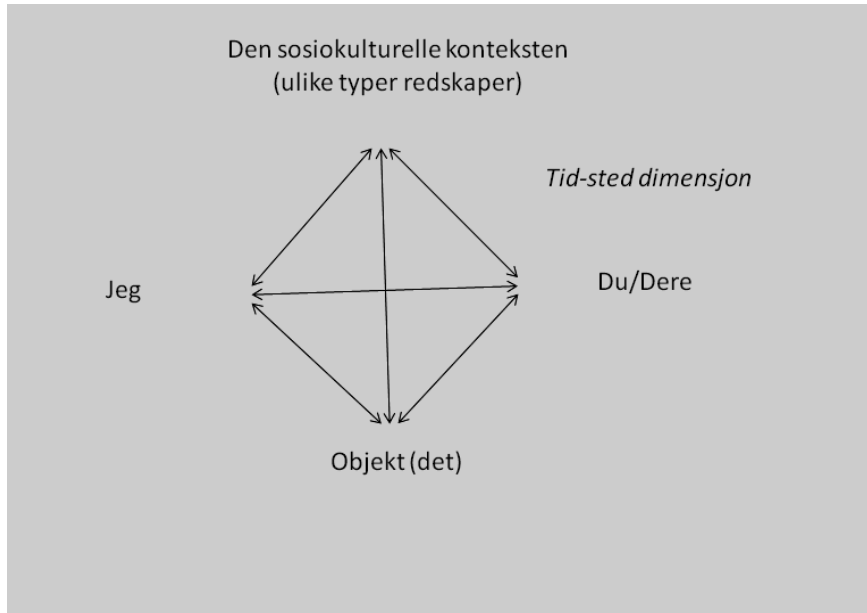 Den sosiokulturelle konteksten
(ulike typer redskaper)
Tid-sted dimensjon
Jeg
Du/Dere
Objekt (det)